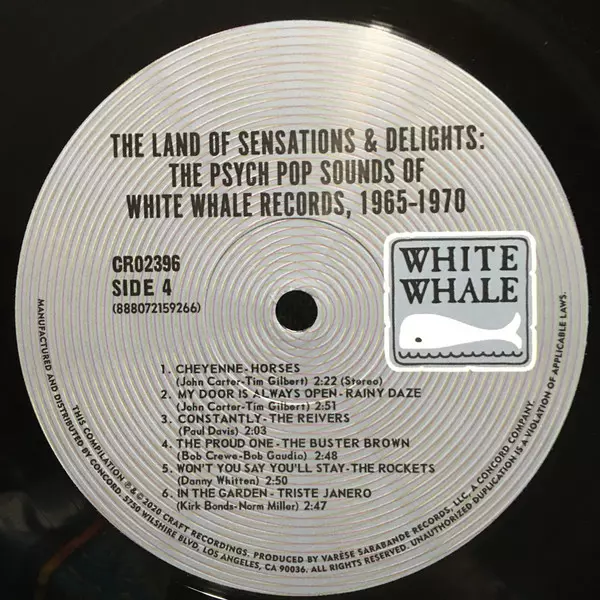 THE LAND OF SENSATIONS & DELIGHTS:
THE PSYCH POP SOUNDS OF
WHITE WHALE RECORDS, 1965-1970
CR02396
SIDE 4
(888072159266)
WHITE
WHALE
1. CHEYENNE-HORSES
(John Carter-Tim Gilbert) 2:22 (Stereo)
2. MY DOOR IS ALWAYS OPEN-RAINY DAZE
(John Carter-Tim Gilbert) 2:51
3. CONSTANTLY-THE REIVERS
(Paul Davis) 2:03
4. THE PROUD ONE-THE BUSTER BROWN
(Bob Crewe-Bob Gaudio) 2:48
5. WON'T YOU SAY YOU'LL STAY-THE ROCKETS
(Danny Whitten) 2:50
6. IN THE GARDEN - TRISTE JANERO
(Kirk Bonds-Norm Miller) 2:47
THIS COMPILATION ℗ & © 2020 CRAFT RECORDINGS. PRODUCED BY VARÈSE SARABANDE RECORDS, LLC, A CONCORD COMPANY.
MANUFACTURED AND DISTRIBUTED BY CONCORD. 5750 WILSHIRE BLVD, LOS ANGELES, CA 90036. ALL RIGHTS RESERVED. UNAUTHORIZED DUPLICATION IS A VIOLATION OF APPLICABLE LAWS.